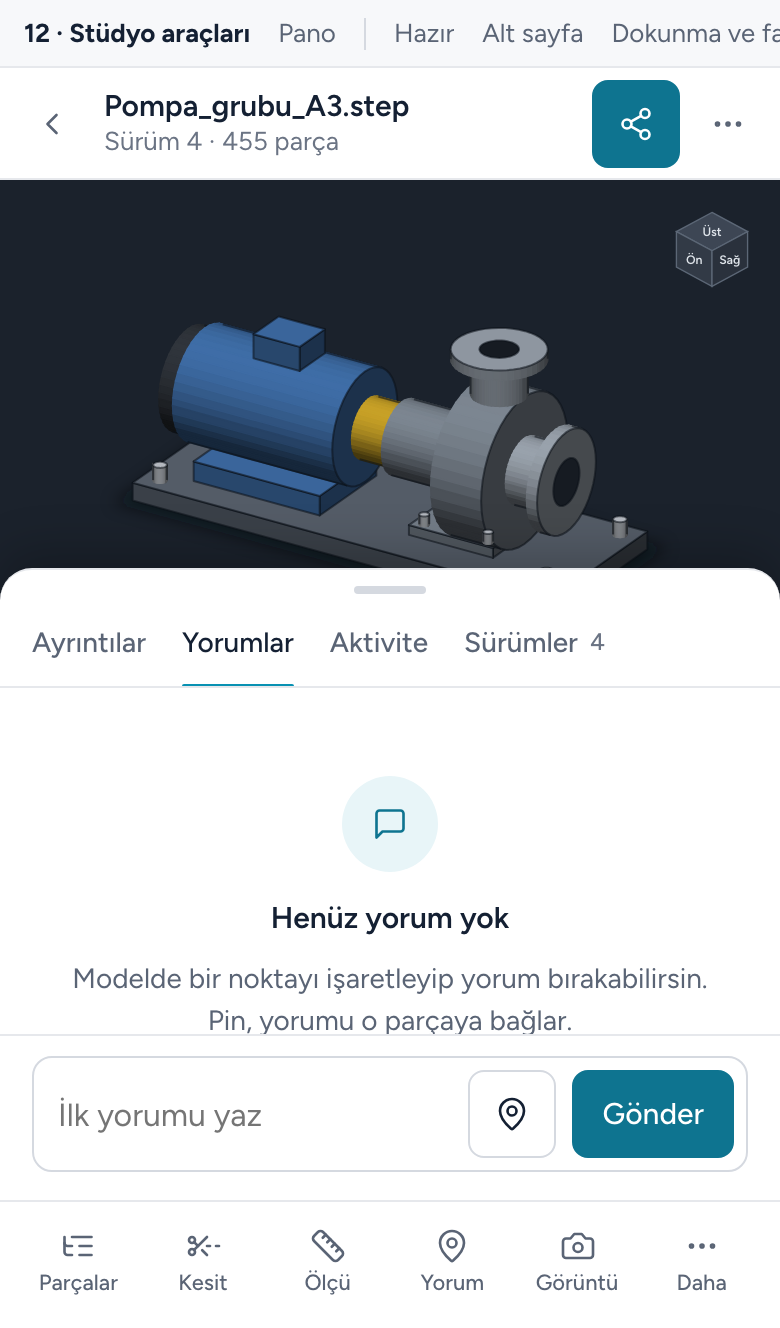 12 · Stüdyo araçları Pano Hazır Alt sayfa Dokunma ve fa
Pompa_grubu_A3.step
Sürüm 4 · 455 parça
Üst
Ön Sağ
Ayrıntılar Yorumlar Aktivite Sürümler 4
Henüz yorum yok
Modelde bir noktayı işaretleyip yorum bırakabilirsin.
Pin, yorumu o parçaya bağlar.
İlk yorumu yaz Gönder
Parçalar Kesit Ölçü Yorum Görüntü Daha